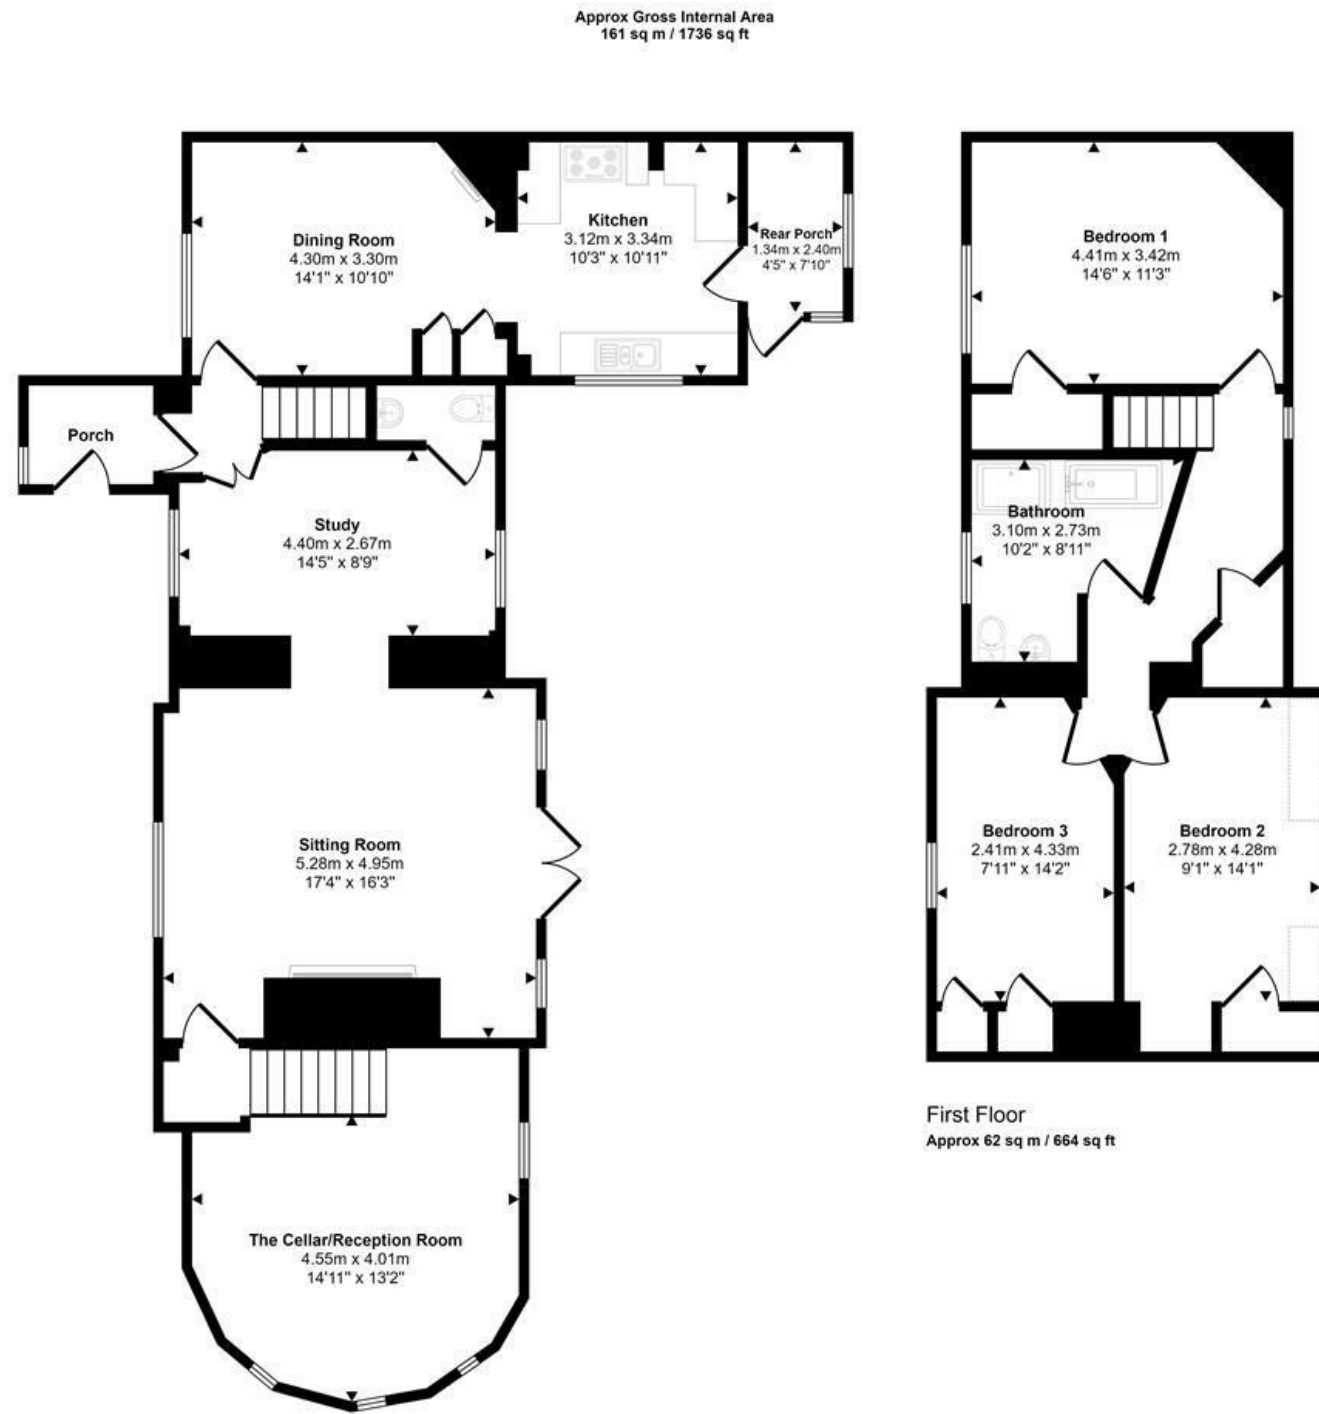 Approx Gross Internal Area
161 sq m / 1736 sq ft
Dining Room
4.30m x 3.30m
14'1" x 10'10"
Kitchen
3.12m x 3.34m
10'3" x 10'11"
Rear Porch
1.34m x 2.40m
4'5" x 7'10"
Porch
Study
4.40m x 2.67m
14'5" x 8'9"
Sitting Room
5.28m x 4.95m
17'4" x 16'3"
The Cellar/Reception Room
4.55m x 4.01m
14'11" x 13'2"
Bedroom 1
4.41m x 3.42m
14'6" x 11'3"
Bathroom
3.10m x 2.73m
10'2" x 8'11"
Bedroom 3
2.41m x 4.33m
7'11" x 14'2"
Bedroom 2
2.78m x 4.28m
9'1" x 14'1"
First Floor
Approx 62 sq m / 664 sq ft